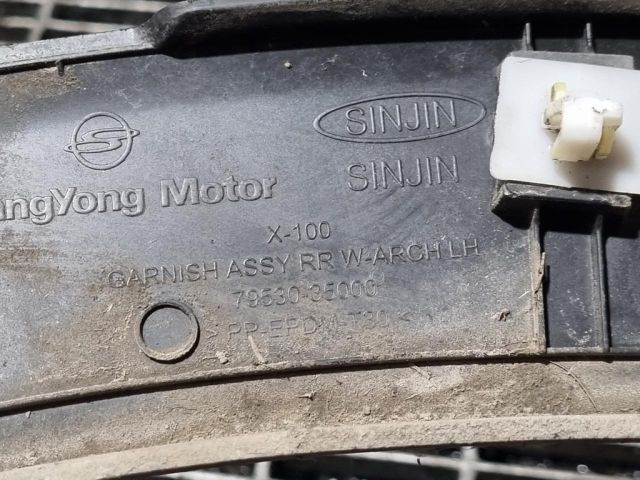 SINJIN
SINJIN
angYong Motor
X-100
GARNISH ASSY RR W-ARCH LH
79530-35000
>PP+EPDM-T30<